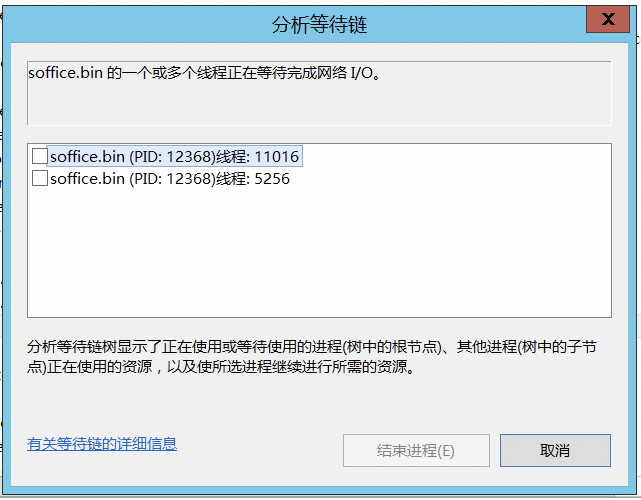 分析等待链
soffice.bin 的一个或多个线程正在等待完成网络 I/O。
soffice.bin (PID: 12368)线程: 11016
soffice.bin (PID: 12368)线程: 5256
分析等待链树显示了正在使用或等待使用的进程(树中的根节点)、其他进程(树中的子节
点)正在使用的资源，以及使所选进程继续进行所需的资源。
有关等待链的详细信息
结束进程(E)
取消